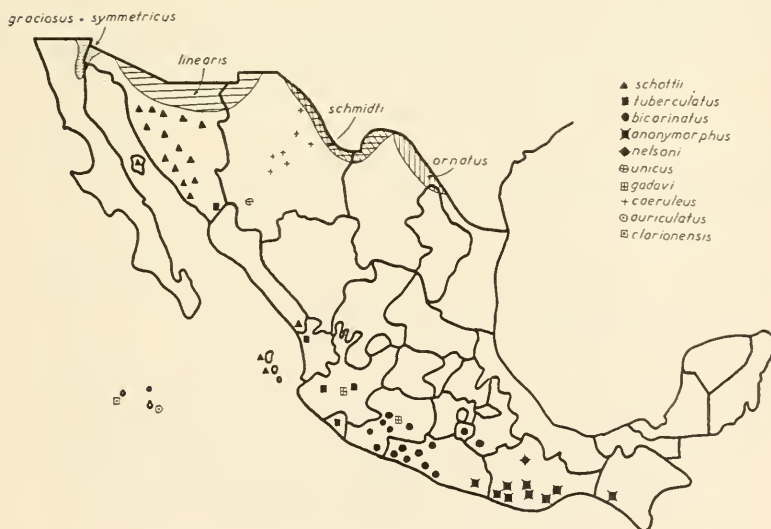 graciosus + symmetricus
linearis
schmidti
ornatus
schottii
tuberculatus
bicarinatus
anonymorphus
nelsoni
unicus
gadovi
caeruleus
auriculatus
clarionensis